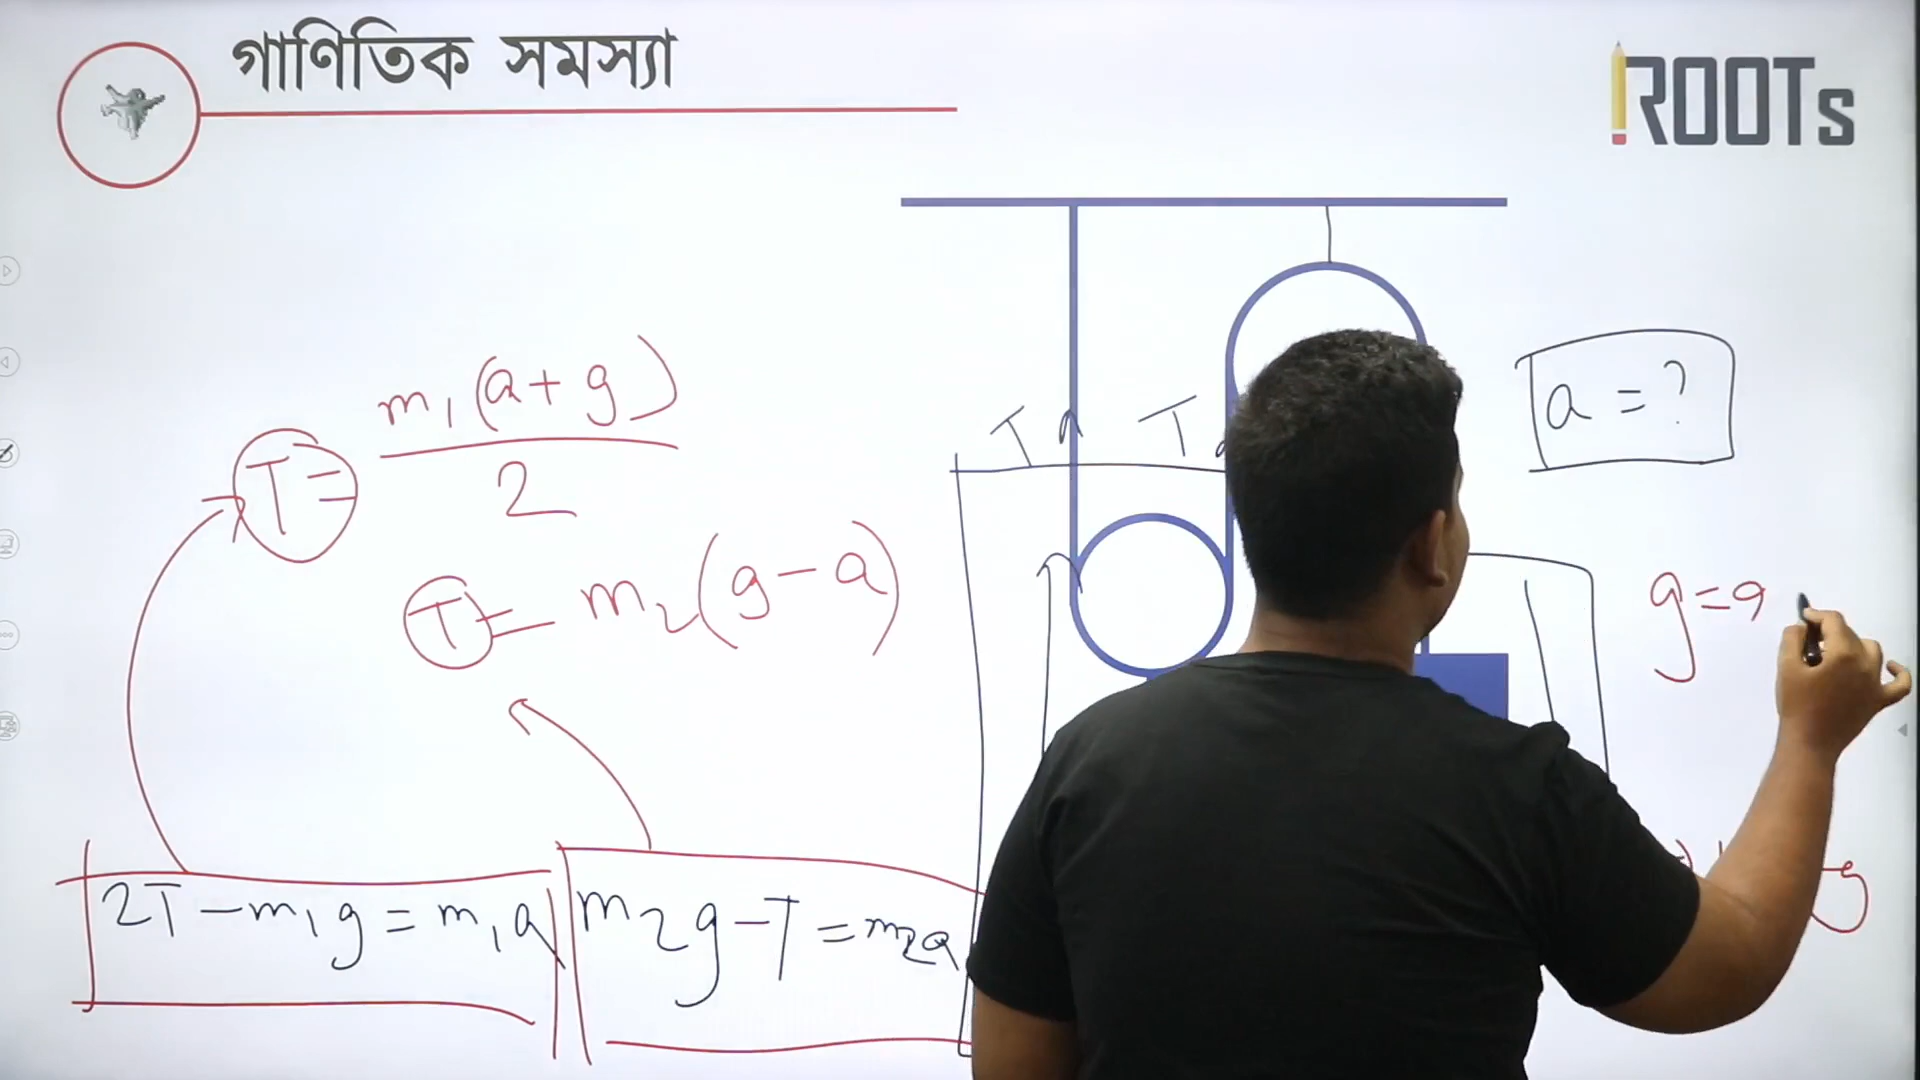 গাণিতিক সমস্যা
ROOTs
T = m₁(a + g) / 2
T = m₂(g - a)
T T
a = ?
g = 9
g
2T - m₁g = m₁a
m₂g - T = m₂a